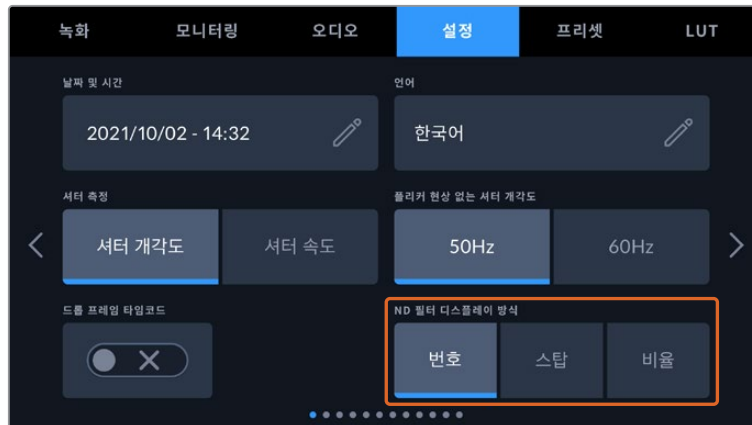 녹화 모니터링 오디오 설정 프리셋 LUT
날짜 및 시간 언어
2021/10/02 - 14:32 한국어
셔터 측정 플리커 현상 없는 셔터 개각도
셔터 개각도 셔터 속도 50Hz 60Hz
드롭 프레임 타임코드 ND 필터 디스플레이 방식
번호 스탑 비율